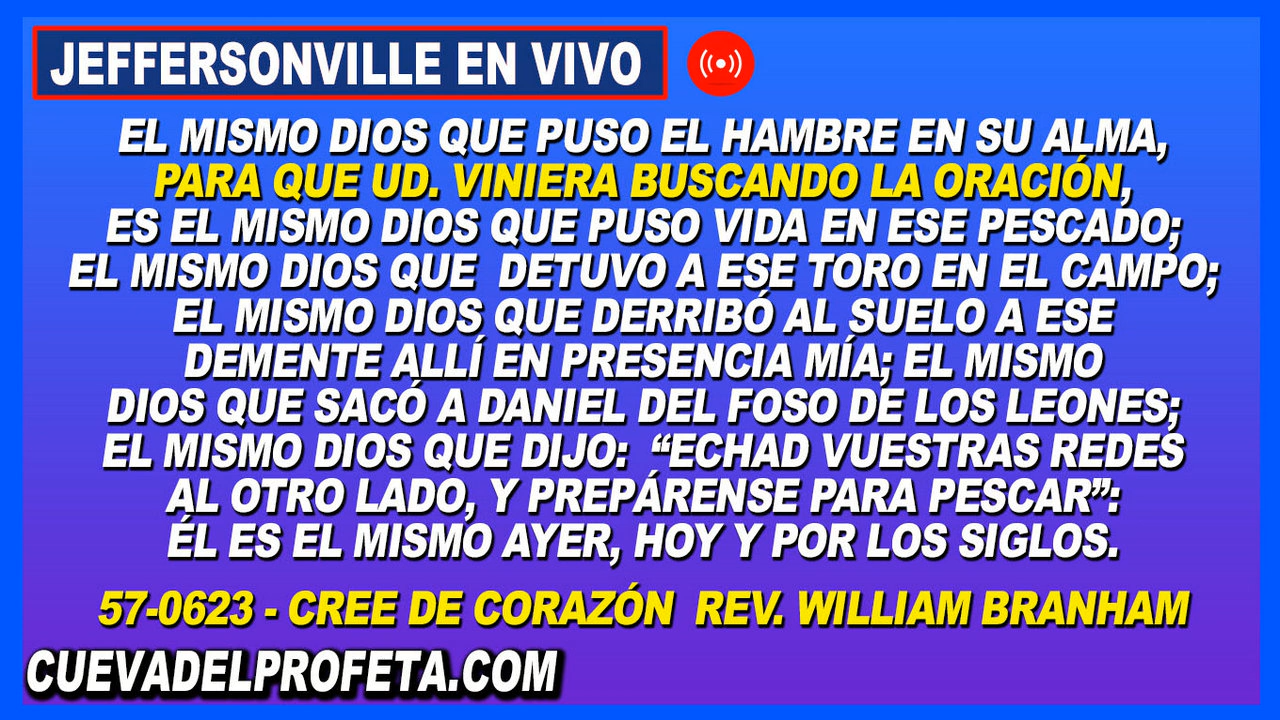 JEFFERSONVILLE EN VIVO
EL MISMO DIOS QUE PUSO EL HAMBRE EN SU ALMA,
PARA QUE UD. VINIERA BUSCANDO LA ORACIÓN,
ES EL MISMO DIOS QUE PUSO VIDA EN ESE PESCADO;
EL MISMO DIOS QUE DETUVO A ESE TORO EN EL CAMPO;
EL MISMO DIOS QUE DERRIBÓ AL SUELO A ESE
DEMENTE ALLÍ EN PRESENCIA MÍA; EL MISMO
DIOS QUE SACÓ A DANIEL DEL FOSO DE LOS LEONES;
EL MISMO DIOS QUE DIJO: “ECHAD VUESTRAS REDES
AL OTRO LADO, Y PREPÁRENSE PARA PESCAR”:
ÉL ES EL MISMO AYER, HOY Y POR LOS SIGLOS.
57-0623 - CREE DE CORAZÓN REV. WILLIAM BRANHAM
CUEVADELPROFETA.COM